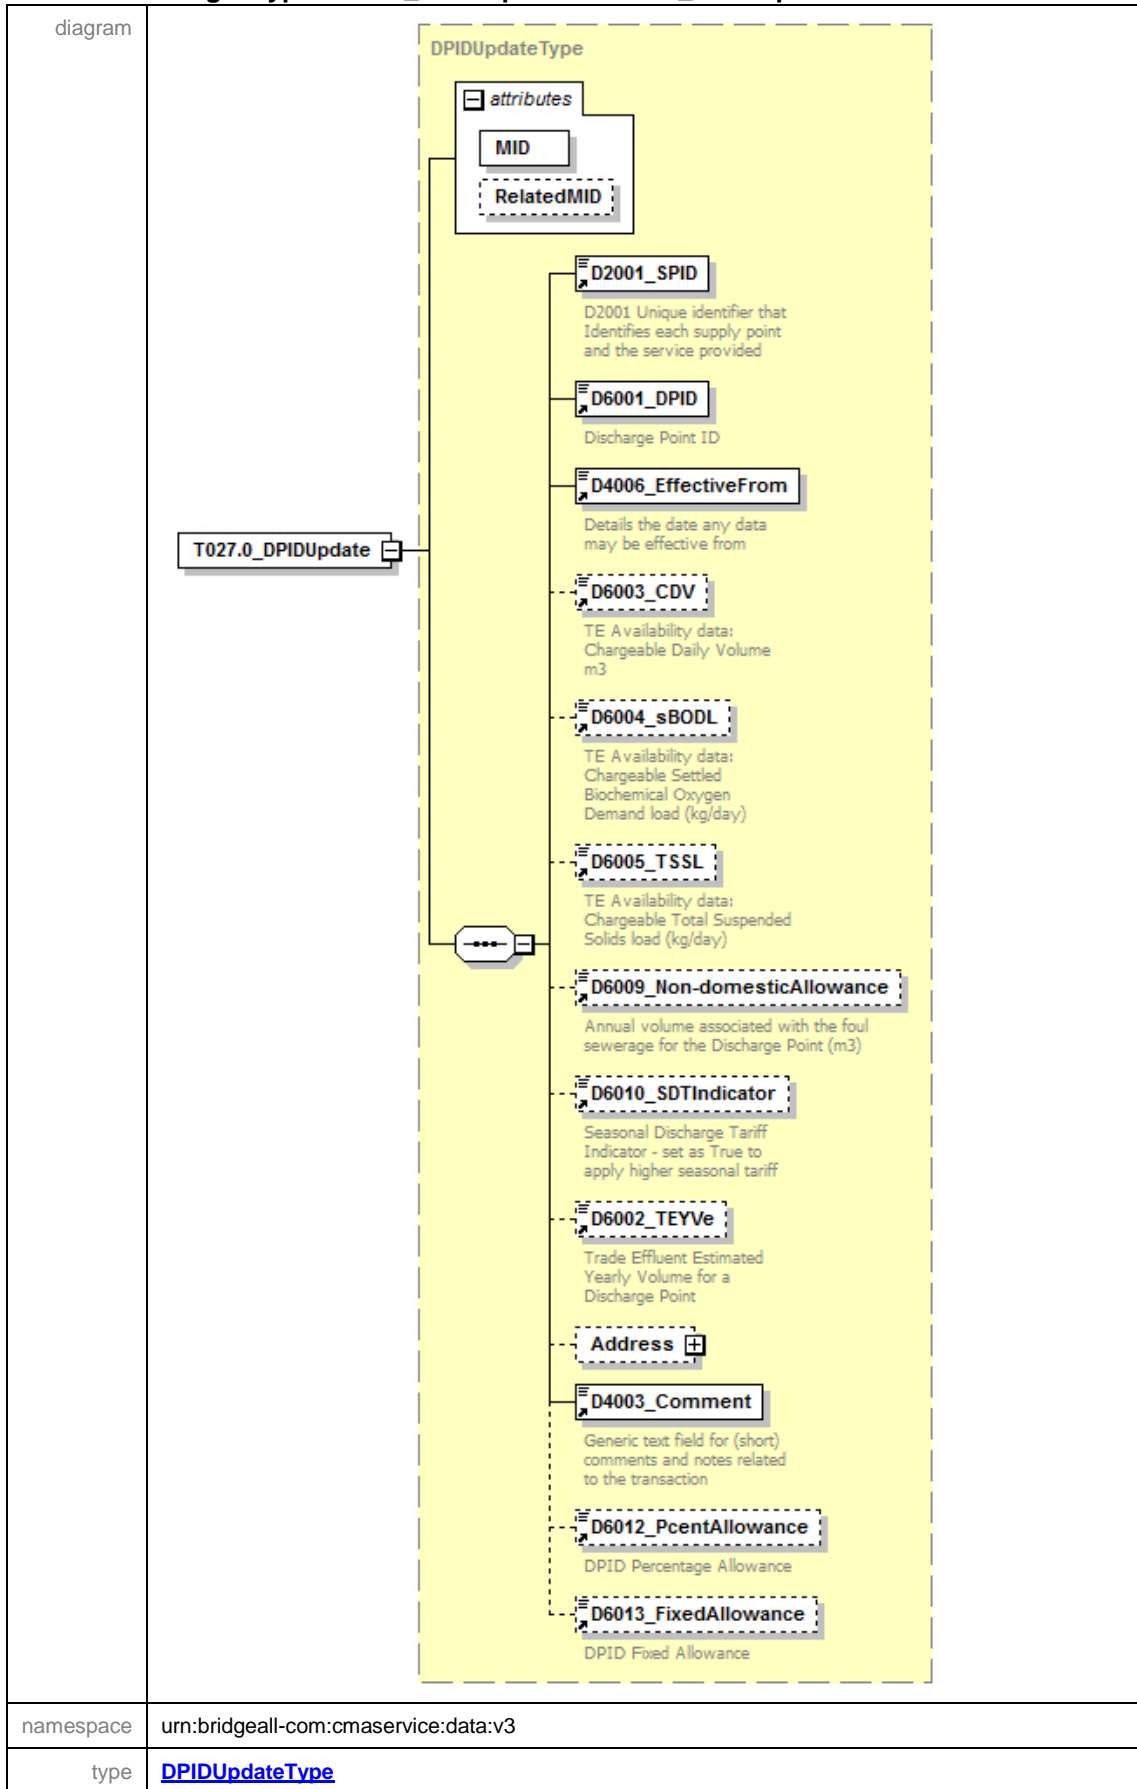 diagram
DPIDUpdateType
attributes
MID
RelatedMID
D2001_SPID
D2001 Unique identifier that
Identifies each supply point
and the service provided
D6001_DPID
Discharge Point ID
D4006_EffectiveFrom
Details the date any data
may be effective from
T027.0_DPIDUpdate
D6003_CDV
TE Availability data:
Chargeable Daily Volume
m3
D6004_sBODL
TE Availability data:
Chargeable Settled
Biochemical Oxygen
Demand load (kg/day)
D6005_TSSL
TE Availability data:
Chargeable Total Suspended
Solids load (kg/day)
D6009_Non-domesticAllowance
Annual volume associated with the foul
sewerage for the Discharge Point (m3)
D6010_SDTIndicator
Seasonal Discharge Tariff
Indicator - set as True to
apply higher seasonal tariff
D6002_TEYVe
Trade Effluent Estimated
Yearly Volume for a
Discharge Point
Address
D4003_Comment
Generic text field for (short)
comments and notes related
to the transaction
D6012_PcentAllowance
DPID Percentage Allowance
D6013_FixedAllowance
DPID Fixed Allowance
namespace urn:bridgeall-com:cmaservice:data:v3
type DPIDUpdateType